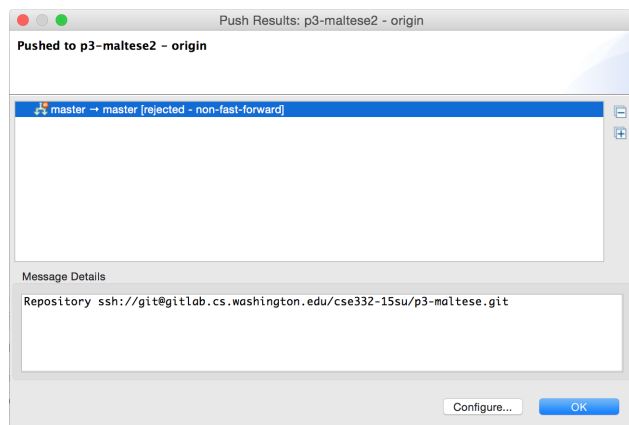 Push Results: p3-maltese2 - origin
Pushed to p3-maltese2 - origin
master → master [rejected - non-fast-forward]
Message Details
Repository ssh://git@gitlab.cs.washington.edu/cse332-15su/p3-maltese.git
Configure...
OK